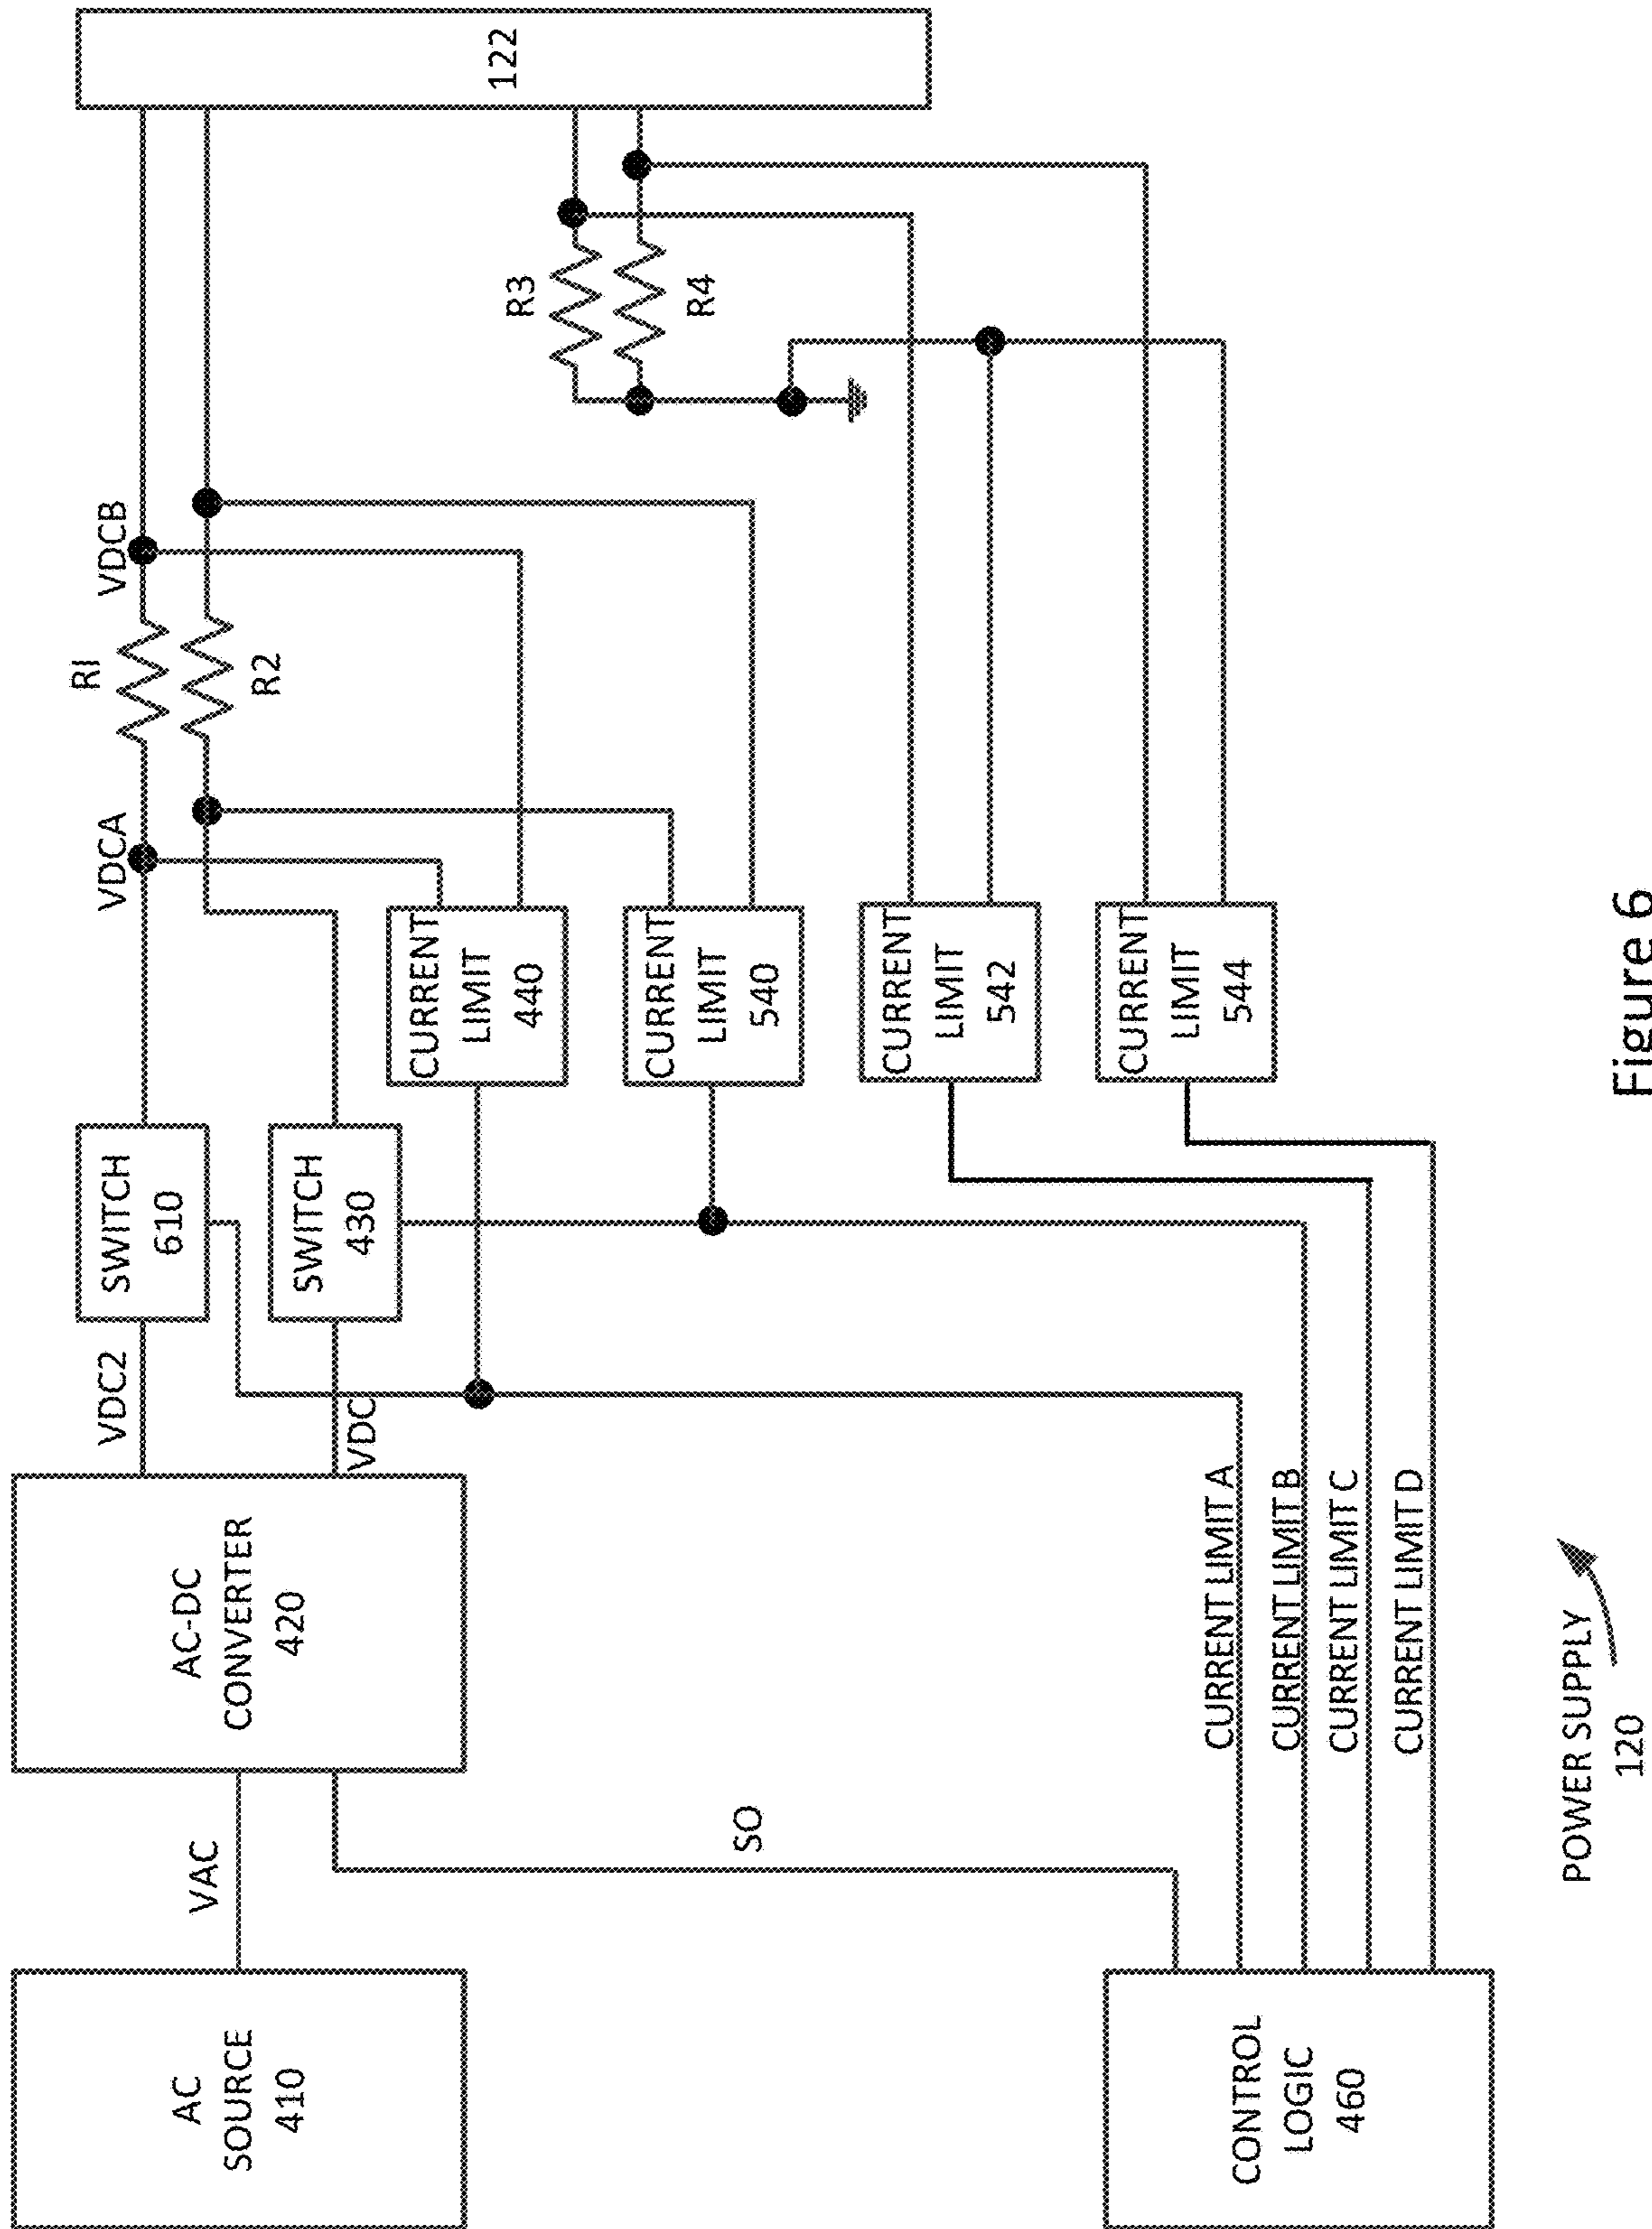 AC
SOURCE
410
VAC
AC-DC
CONVERTER
420
VDC2
VDC
SWITCH
610
SWITCH
430
VDCA
RI
R2
VDCB
122
CURRENT
LIMIT
440
CURRENT
LIMIT
540
CURRENT
LIMIT
542
CURRENT
LIMIT
544
R3
R4
SO
CONTROL
LOGIC
460
CURRENT LIMIT A
CURRENT LIMIT B
CURRENT LIMIT C
CURRENT LIMIT D
POWER SUPPLY
120
Figure 6